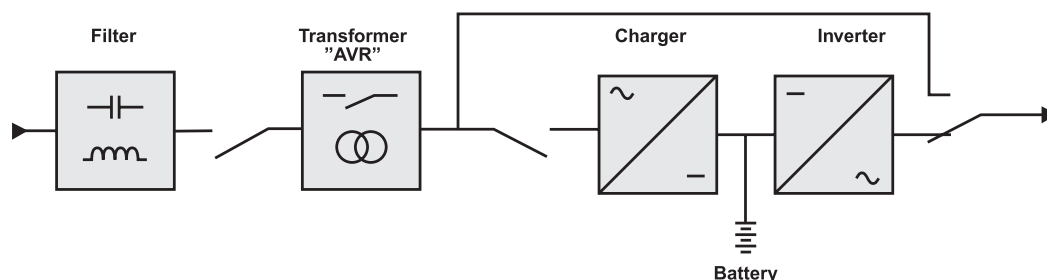 Filter
Transformer
”AVR”
Charger
Inverter
Battery